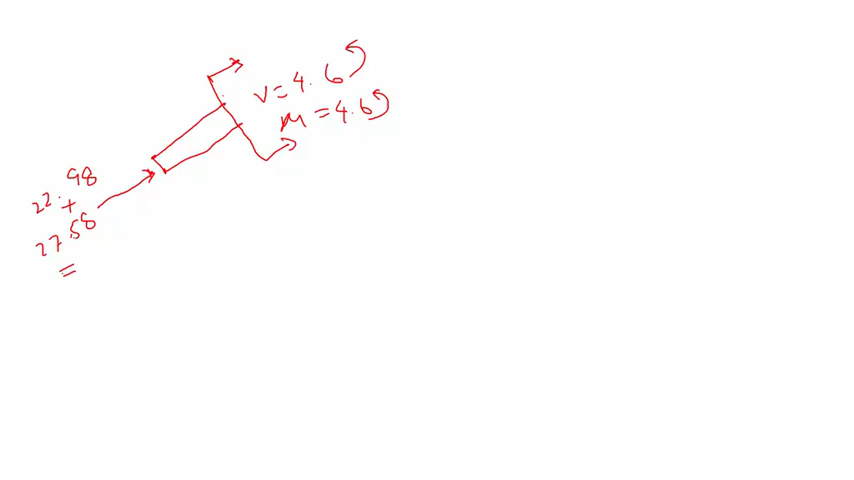 V = 4.6
M = 4.6
22.98
+
27.58
=